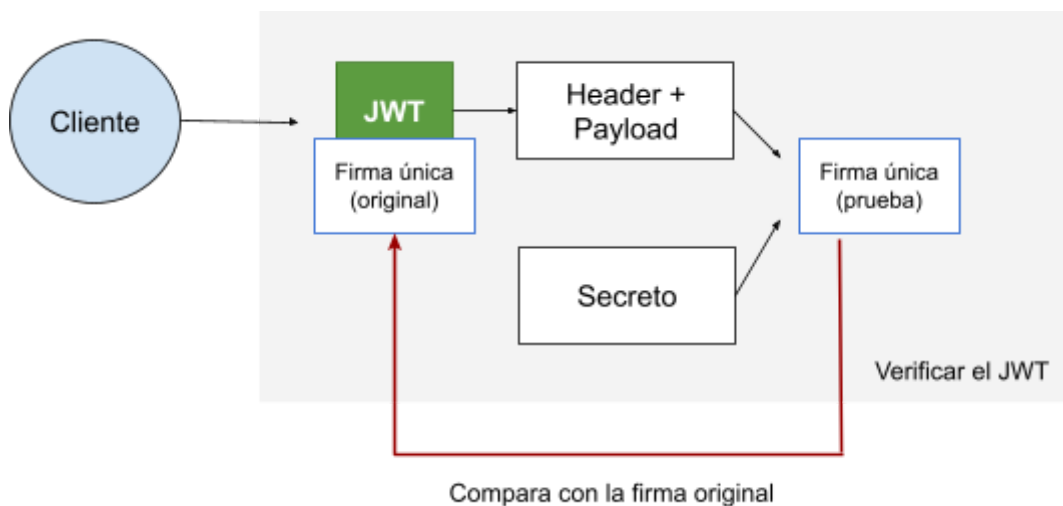 Cliente
JWT
Firma única
(original)
Header +
Payload
Firma única
(prueba)
Secreto
Verificar el JWT
Compara con la firma original